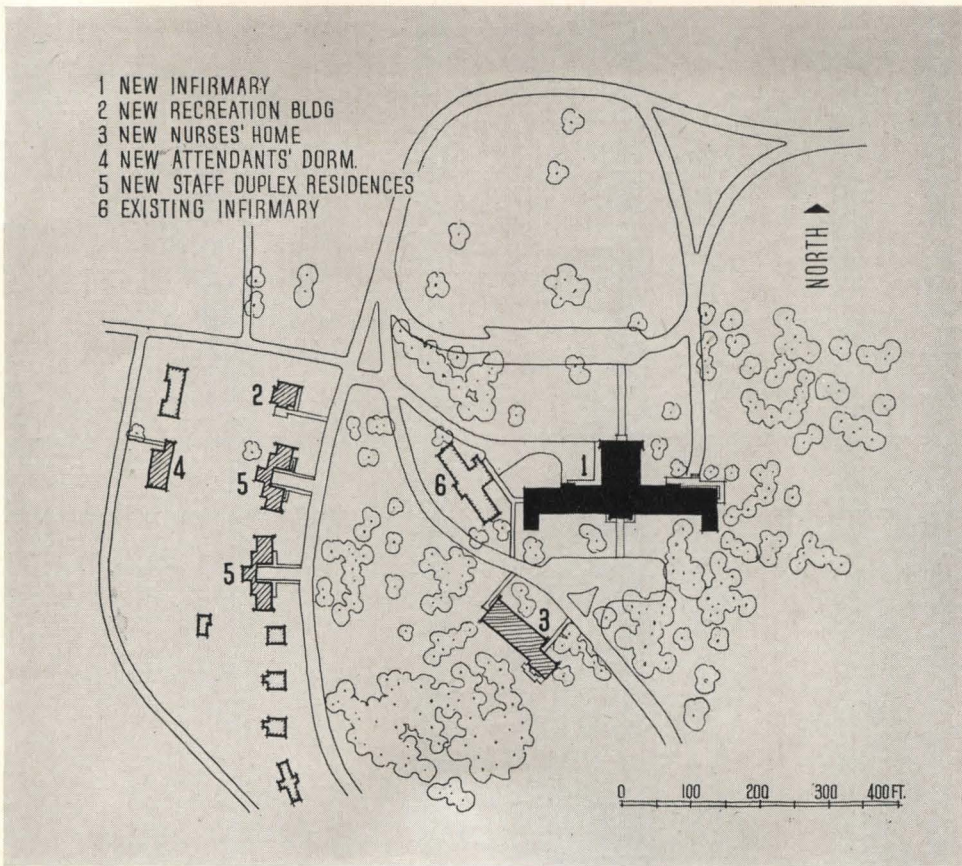 1 NEW INFIRMARY
2 NEW RECREATION BLDG
3 NEW NURSES' HOME
4 NEW ATTENDANTS' DORM.
5 NEW STAFF DUPLEX RESIDENCES
6 EXISTING INFIRMARY
NORTH
2
4
5
6
1
5
3
0 100 200 300 400 FT.